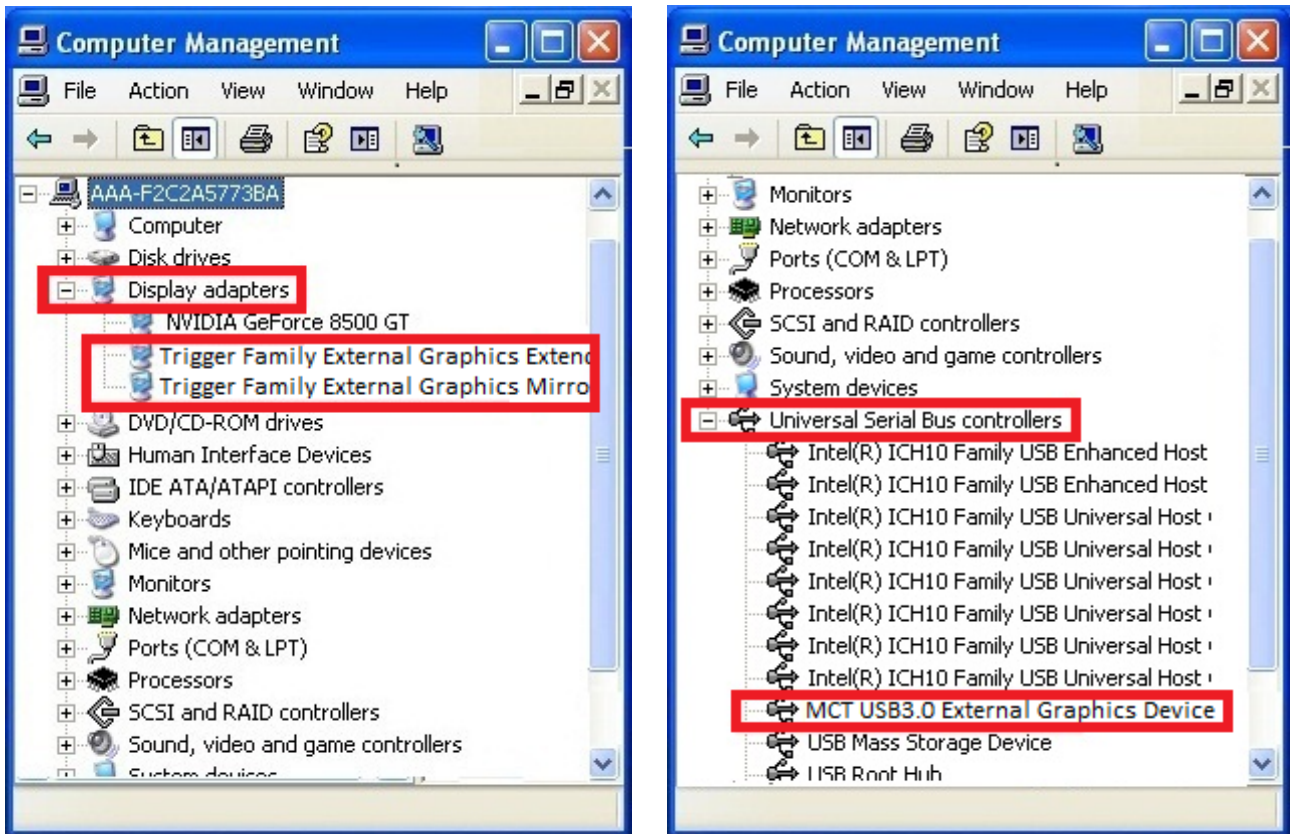 Computer Management
File Action View Window Help
AAA-F2C2A5773BA
Computer
Disk drives
Display adapters
NVIDIA GeForce 8500 GT
Trigger Family External Graphics Extend
Trigger Family External Graphics Mirro
DVD/CD-ROM drives
Human Interface Devices
IDE ATA/ATAPI controllers
Keyboards
Mice and other pointing devices
Monitors
Network adapters
Ports (COM & LPT)
Processors
SCSI and RAID controllers
Sound, video and game controllers
System devices
Computer Management
File Action View Window Help
Monitors
Network adapters
Ports (COM & LPT)
Processors
SCSI and RAID controllers
Sound, video and game controllers
System devices
Universal Serial Bus controllers
Intel(R) ICH10 Family USB Enhanced Host
Intel(R) ICH10 Family USB Enhanced Host
Intel(R) ICH10 Family USB Universal Host
Intel(R) ICH10 Family USB Universal Host
Intel(R) ICH10 Family USB Universal Host
Intel(R) ICH10 Family USB Universal Host
Intel(R) ICH10 Family USB Universal Host
Intel(R) ICH10 Family USB Universal Host
MCT USB3.0 External Graphics Device
USB Mass Storage Device
USB Root Hub